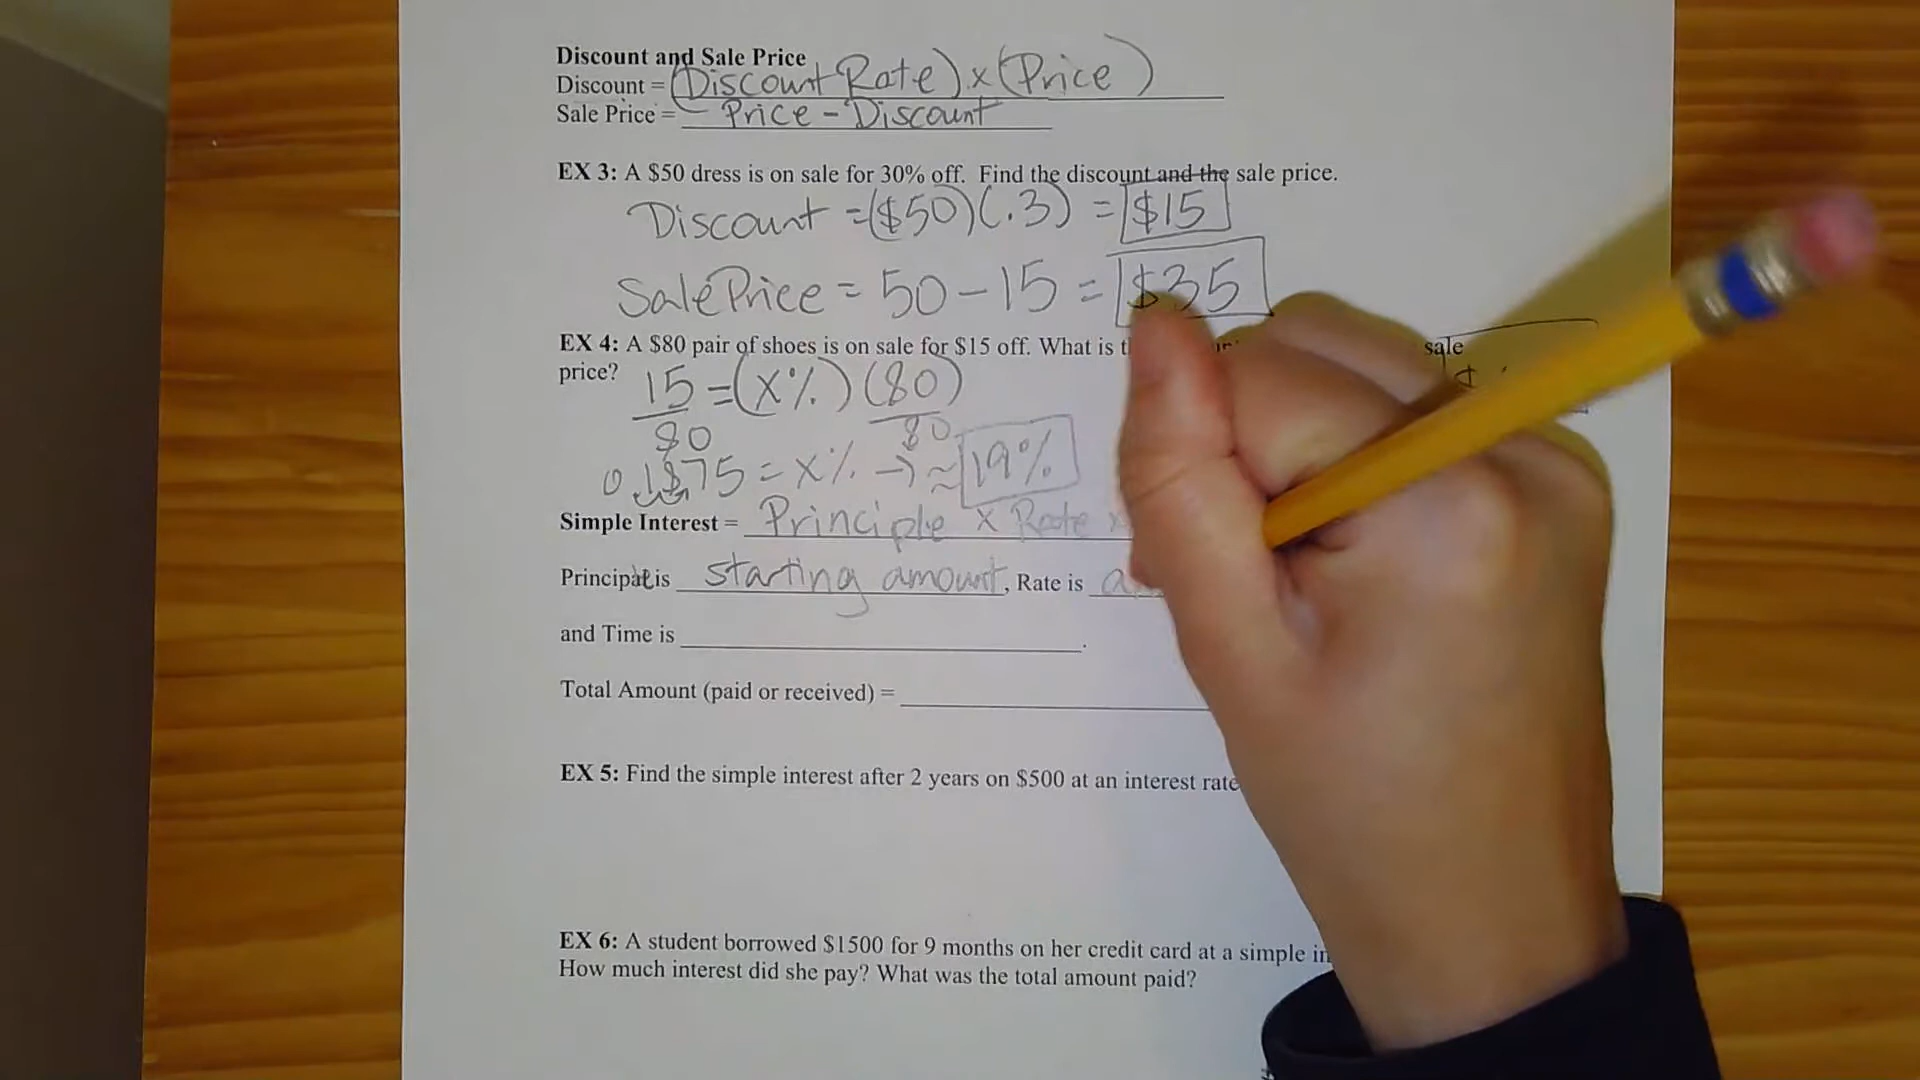 Discount and Sale Price
Discount = (Discount Rate) x (Price)
Sale Price = Price - Discount
EX 3: A $50 dress is on sale for 30% off. Find the discount and the sale price.
Discount = ($50)(.3) = $15
Sale Price = 50 - 15 = $35
EX 4: A $80 pair of shoes is on sale for $15 off. What is sale
price?
15 = (x%)(80)
80 80
0.1875 = x% → ≈ 19%
Simple Interest = Principle x Rate x
Principle is starting amount, Rate is
and Time is .
Total Amount (paid or received) =
EX 5: Find the simple interest after 2 years on $500 at an interest rate
EX 6: A student borrowed $1500 for 9 months on her credit card at a simple
How much interest did she pay? What was the total amount paid?